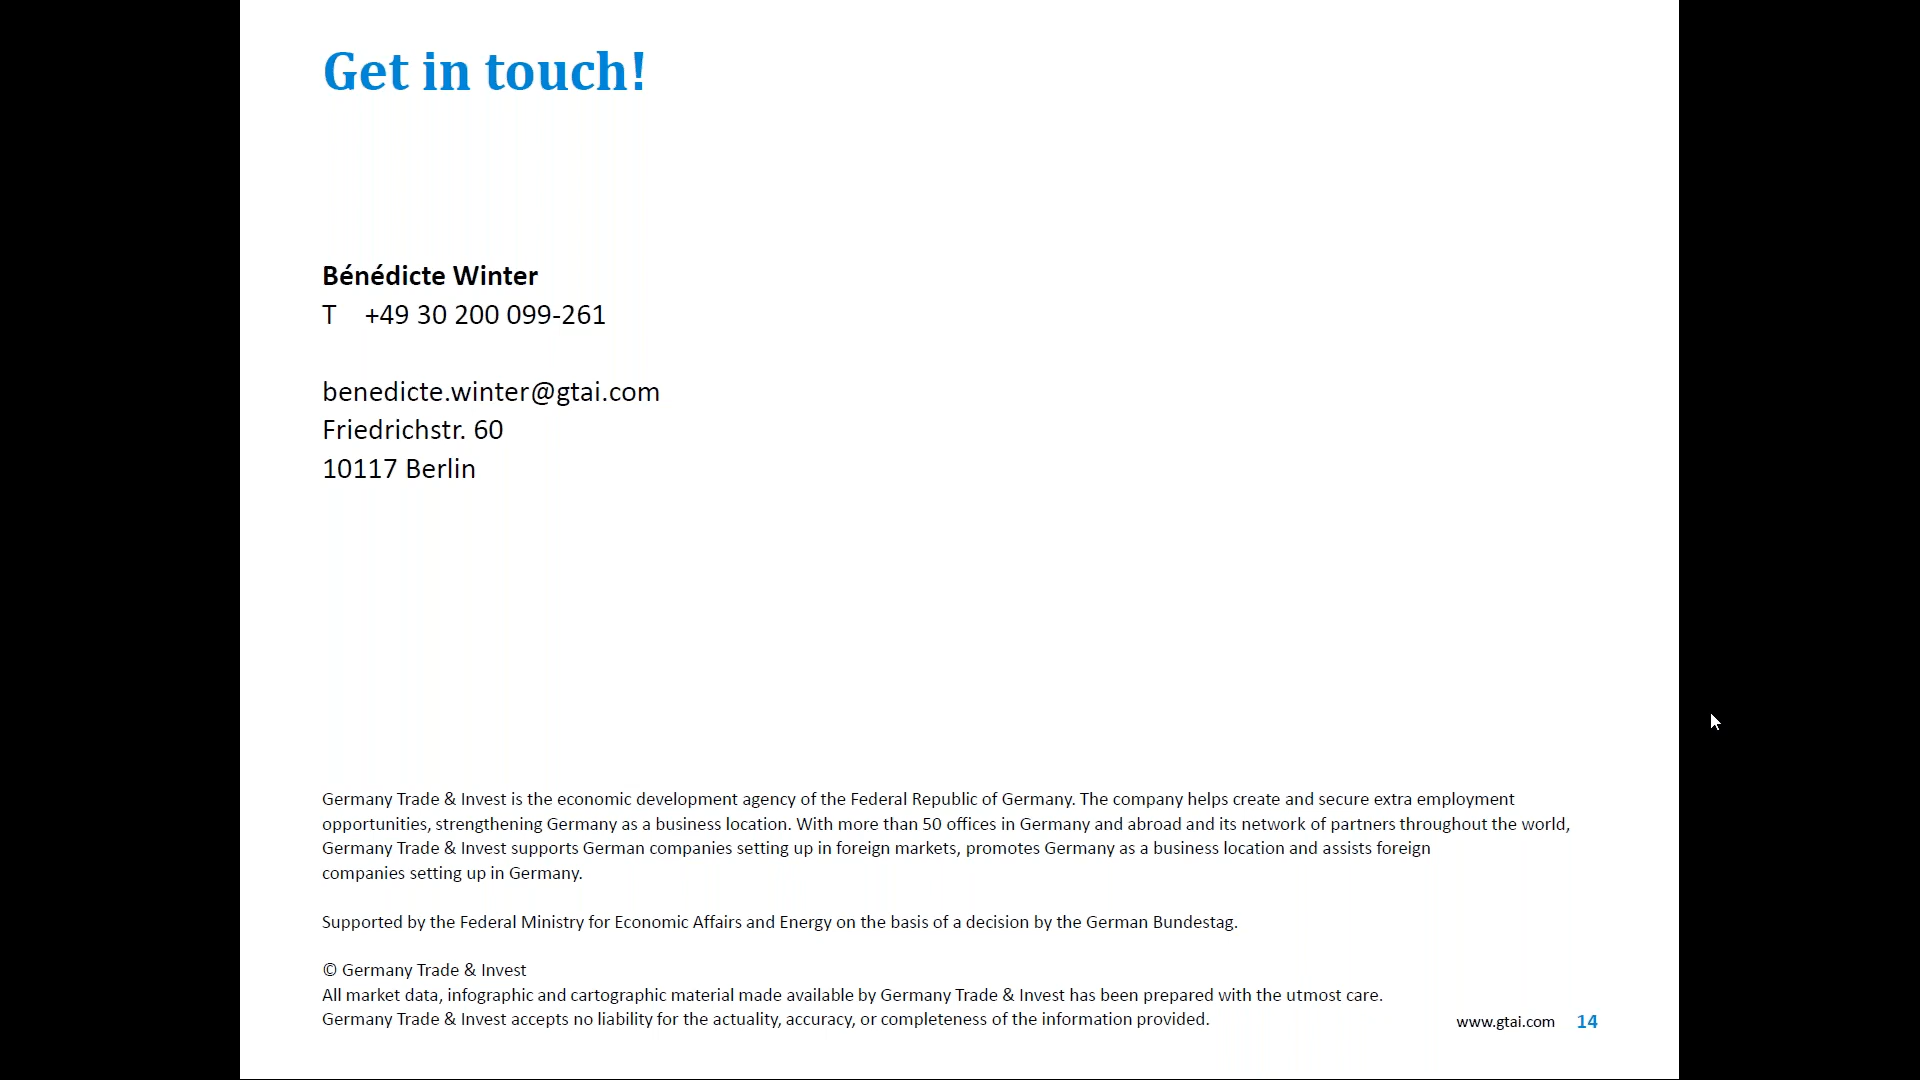 Get in touch!
Bénédicte Winter
T +49 30 200 099-261
benedicte.winter@gtai.com
Friedrichstr. 60
10117 Berlin
Germany Trade & Invest is the economic development agency of the Federal Republic of Germany. The company helps create and secure extra employment
opportunities, strengthening Germany as a business location. With more than 50 offices in Germany and abroad and its network of partners throughout the world,
Germany Trade & Invest supports German companies setting up in foreign markets, promotes Germany as a business location and assists foreign
companies setting up in Germany.
Supported by the Federal Ministry for Economic Affairs and Energy on the basis of a decision by the German Bundestag.
© Germany Trade & Invest
All market data, infographic and cartographic material made available by Germany Trade & Invest has been prepared with the utmost care.
Germany Trade & Invest accepts no liability for the actuality, accuracy, or completeness of the information provided.
www.gtai.com 14